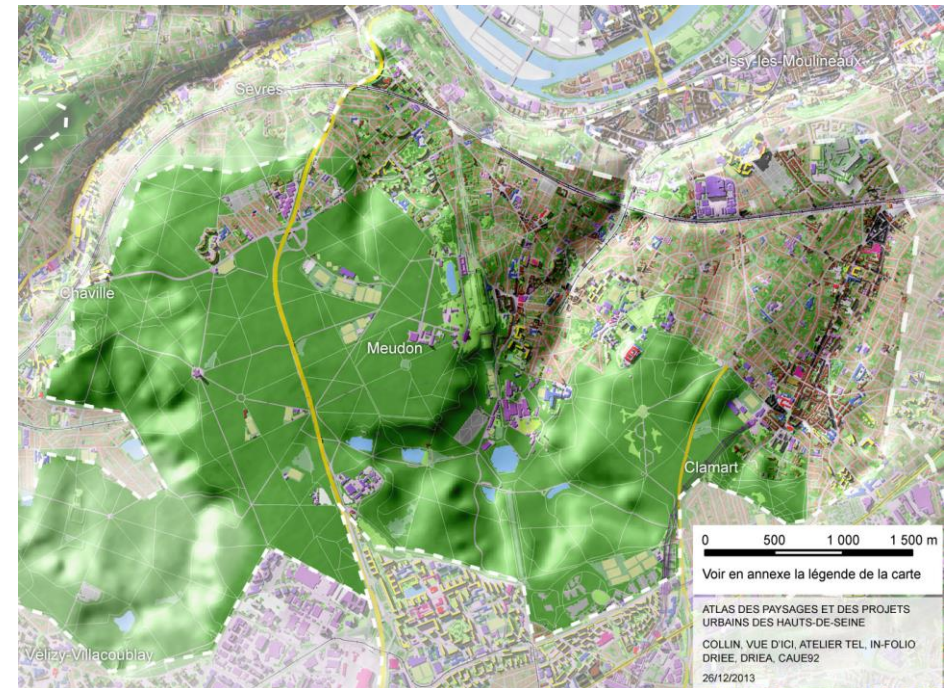 Issy-les-Moulineaux
Sèvres
Chaville
Meudon
Clamart
Vélizy-Villacoublay
0 500 1 000 1 500 m
Voir en annexe la légende de la carte
ATLAS DES PAYSAGES ET DES PROJETS
URBAINS DES HAUTS-DE-SEINE
COLLIN, VUE D'ICI, ATELIER TEL, IN-FOLIO
DRIEE, DRIEA, CAUE92
26/12/2013